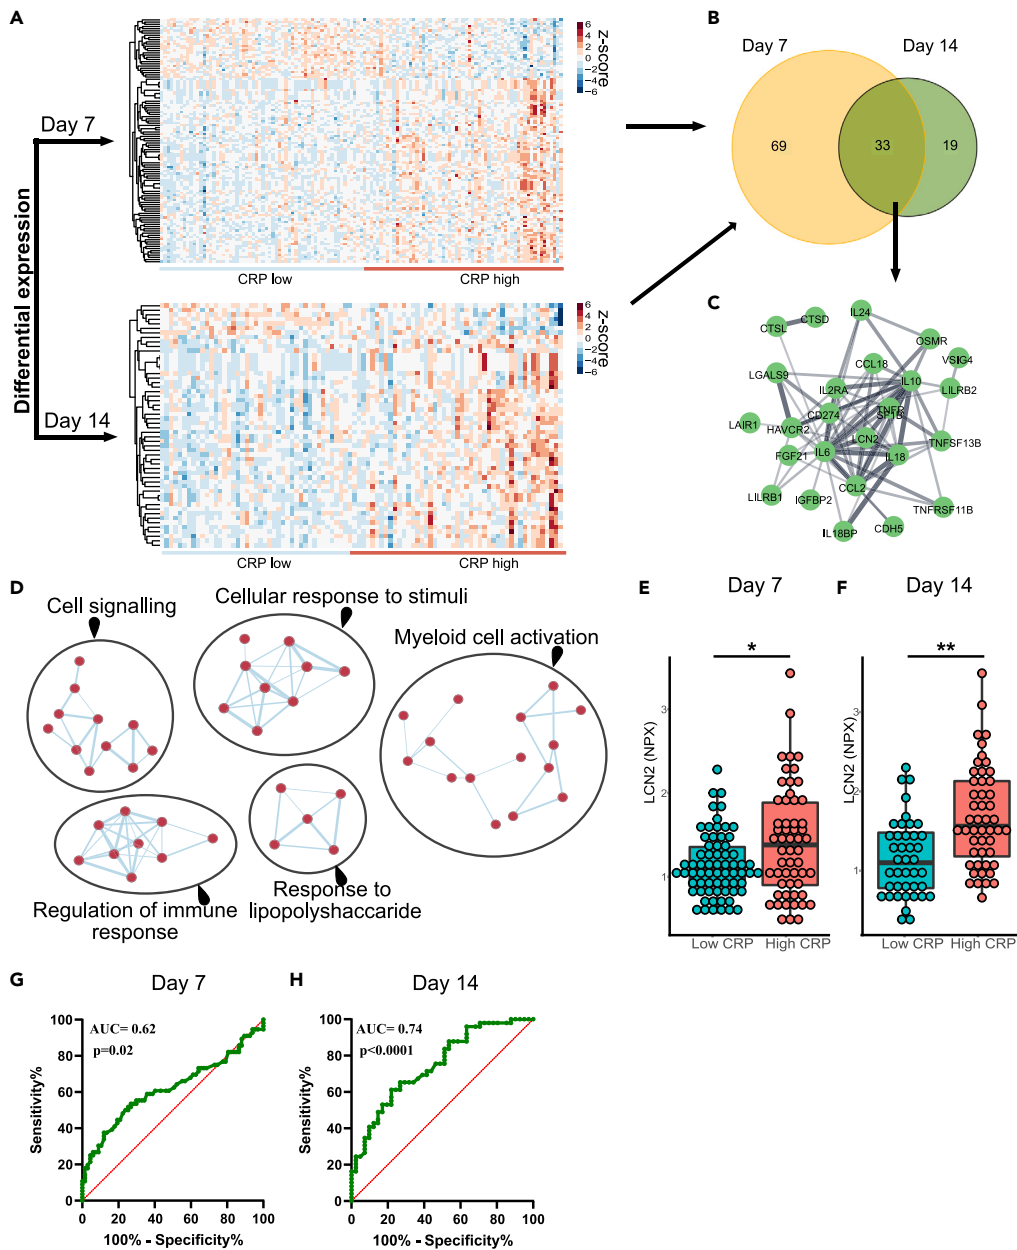 A
B
Differential expression
Day 7
Day 14
6
4
2
0
−2
−4
−6
z-score
CRP low
CRP high
6
4
2
0
−2
−4
−6
z-score
CRP low
CRP high
Day 7
Day 14
69
33
19
C
IL24
CTSD
CTSL
OSMR
VSIG4
CCL18
LGALS9
IL10
IL2RA
LILRB2
TNFR
SF1B
CD274
LAIR1
HAVCR2
LCN2
TNFSF13B
FGF21
IL6
IL18
CCL2
LILRB1
IGFBP2
TNFRSF11B
IL18BP
CDH5
D
Cell signalling
Cellular response to stimuli
Myeloid cell activation
Regulation of immune
response
Response to
lipopolyshaccaride
E
Day 7
*
LCN2 (NPX)
3
2
1
Low CRP
High CRP
F
Day 14
**
LCN2 (NPX)
3
2
1
Low CRP
High CRP
G
Day 7
AUC= 0.62
p=0.02
Sensitivity%
100
80
60
40
20
0
0 20 40 60 80 100
100% - Specificity%
H
Day 14
AUC= 0.74
p<0.0001
Sensitivity%
100
80
60
40
20
0
0 20 40 60 80 100
100% - Specificity%